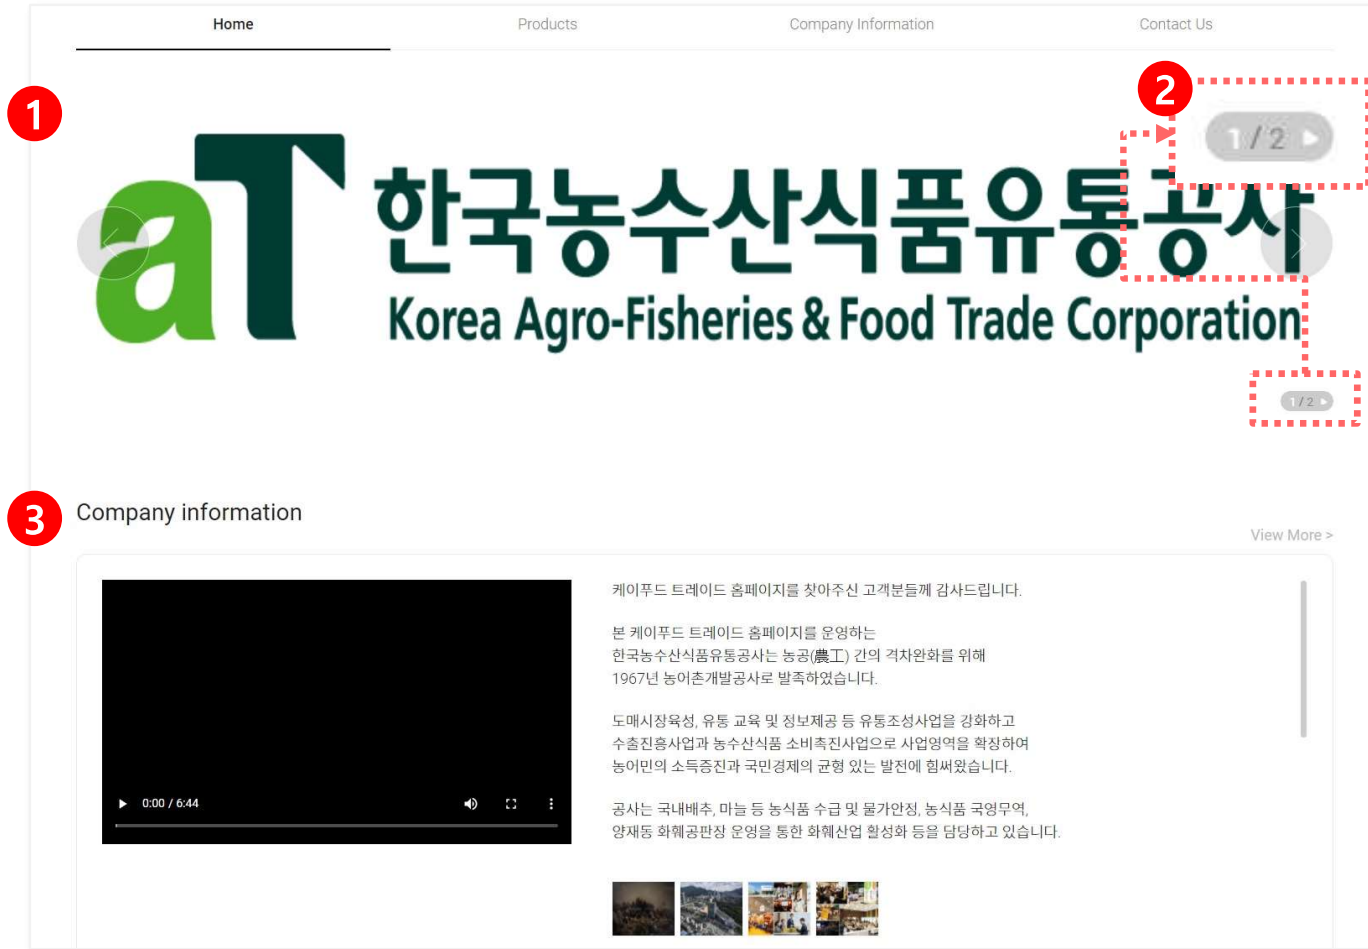 Home
Products
Company Information
Contact Us
1
2
1 / 2
aT 한국농수산식품유통공사
Korea Agro-Fisheries & Food Trade Corporation
1 / 2
3
Company information
View More >
케이푸드 트레이드 홈페이지를 찾아주신 고객분들께 감사드립니다.
본 케이푸드 트레이드 홈페이지를 운영하는
한국농수산식품유통공사는 농공(農工) 간의 격차완화를 위해
1967년 농어촌개발공사로 발족하였습니다.
도매시장육성, 유통 교육 및 정보제공 등 유통조성사업을 강화하고
수출진흥사업과 농수산식품 소비촉진사업으로 사업영역을 확장하여
농어민의 소득증진과 국민경제의 균형 있는 발전에 힘써왔습니다.
공사는 국내배추, 마늘 등 농식품 수급 및 물가안정, 농식품 국영무역,
양재동 화훼공판장 운영을 통한 화훼산업 활성화 등을 담당하고 있습니다.
0:00 / 6:44